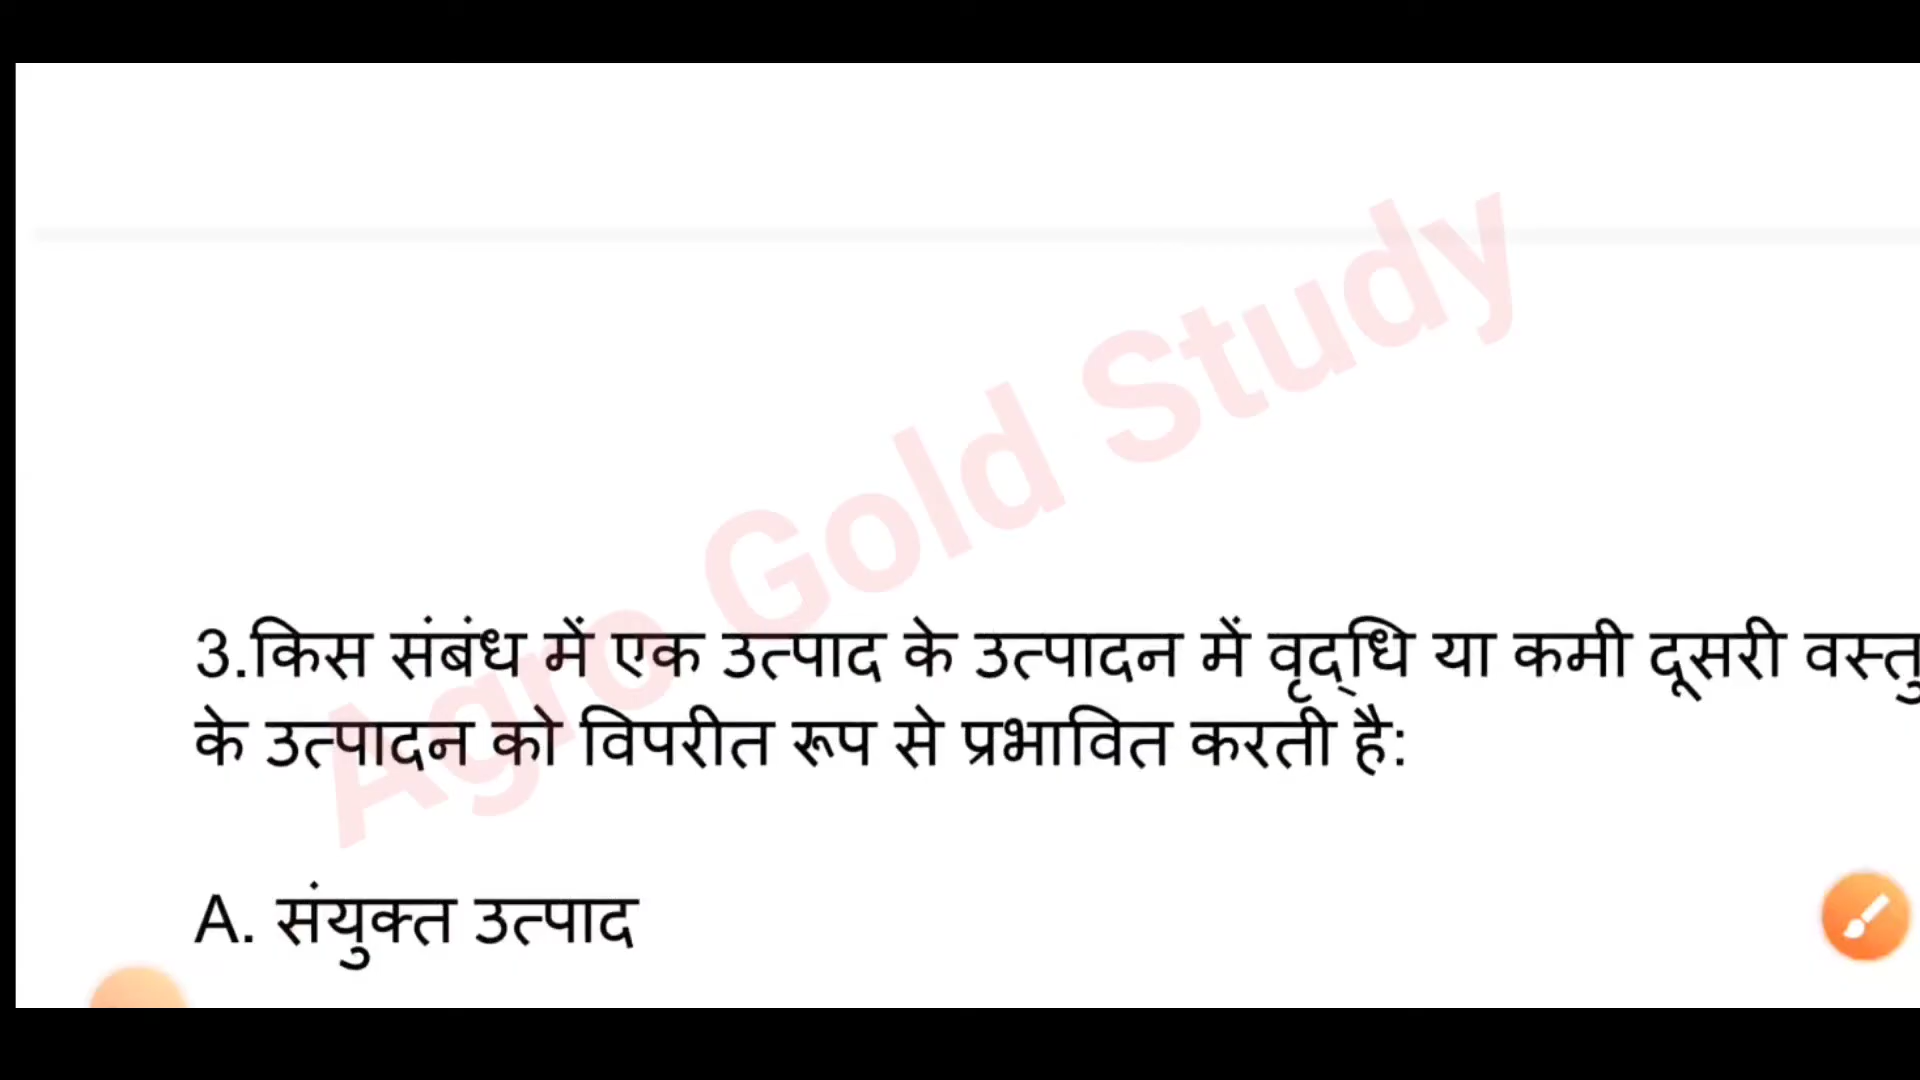 Agro Gold Study
3.किस संबंध में एक उत्पाद के उत्पादन में वृद्धि या कमी दूसरी वस्तु
के उत्पादन को विपरीत रूप से प्रभावित करती है:
A. संयुक्त उत्पाद